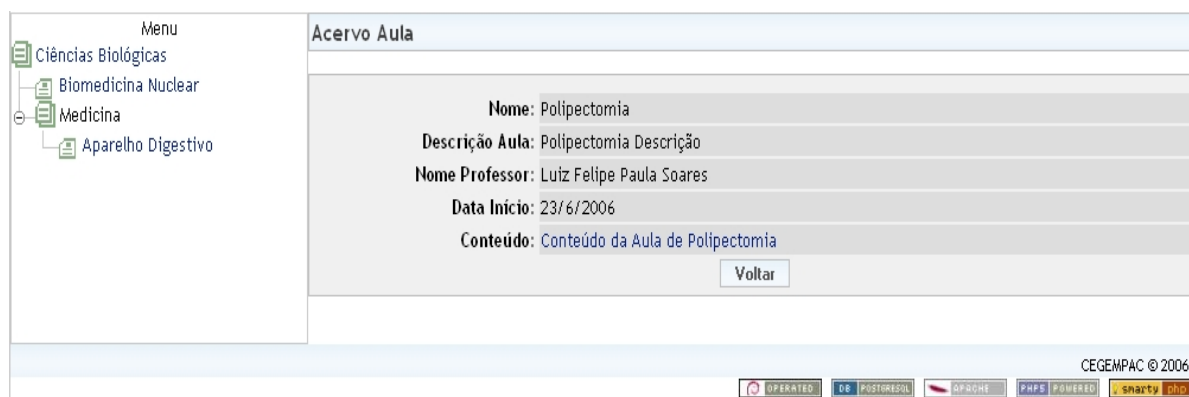 Menu
Ciências Biológicas
Biomedicina Nuclear
Medicina
Aparelho Digestivo
Acervo Aula
Nome: Polipectomia
Descrição Aula: Polipectomia Descrição
Nome Professor: Luiz Felipe Paula Soares
Data Início: 23/6/2006
Conteúdo: Conteúdo da Aula de Polipectomia
Voltar
CEGEMPAC © 2006
OPERATED DB POSTGRESQL APACHE PHP5 POWERED smarty php